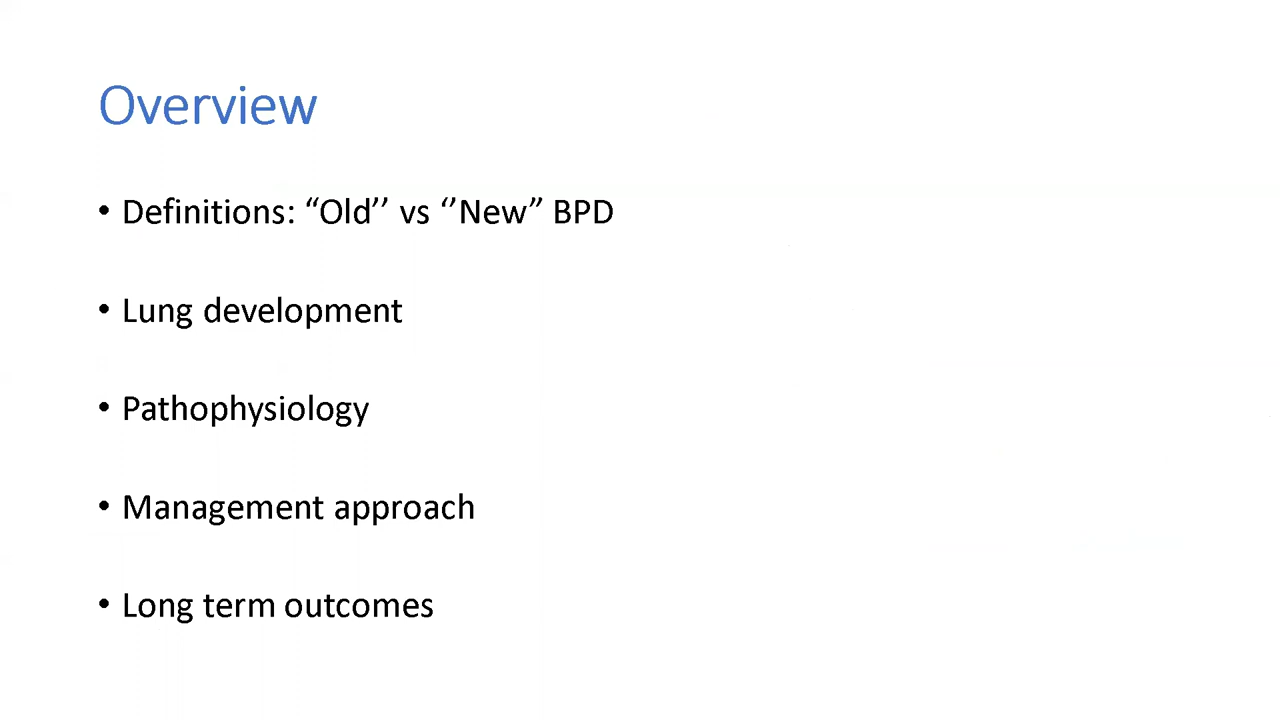 Overview
• Definitions: “Old’’ vs ‘’New” BPD
• Lung development
• Pathophysiology
• Management approach
• Long term outcomes